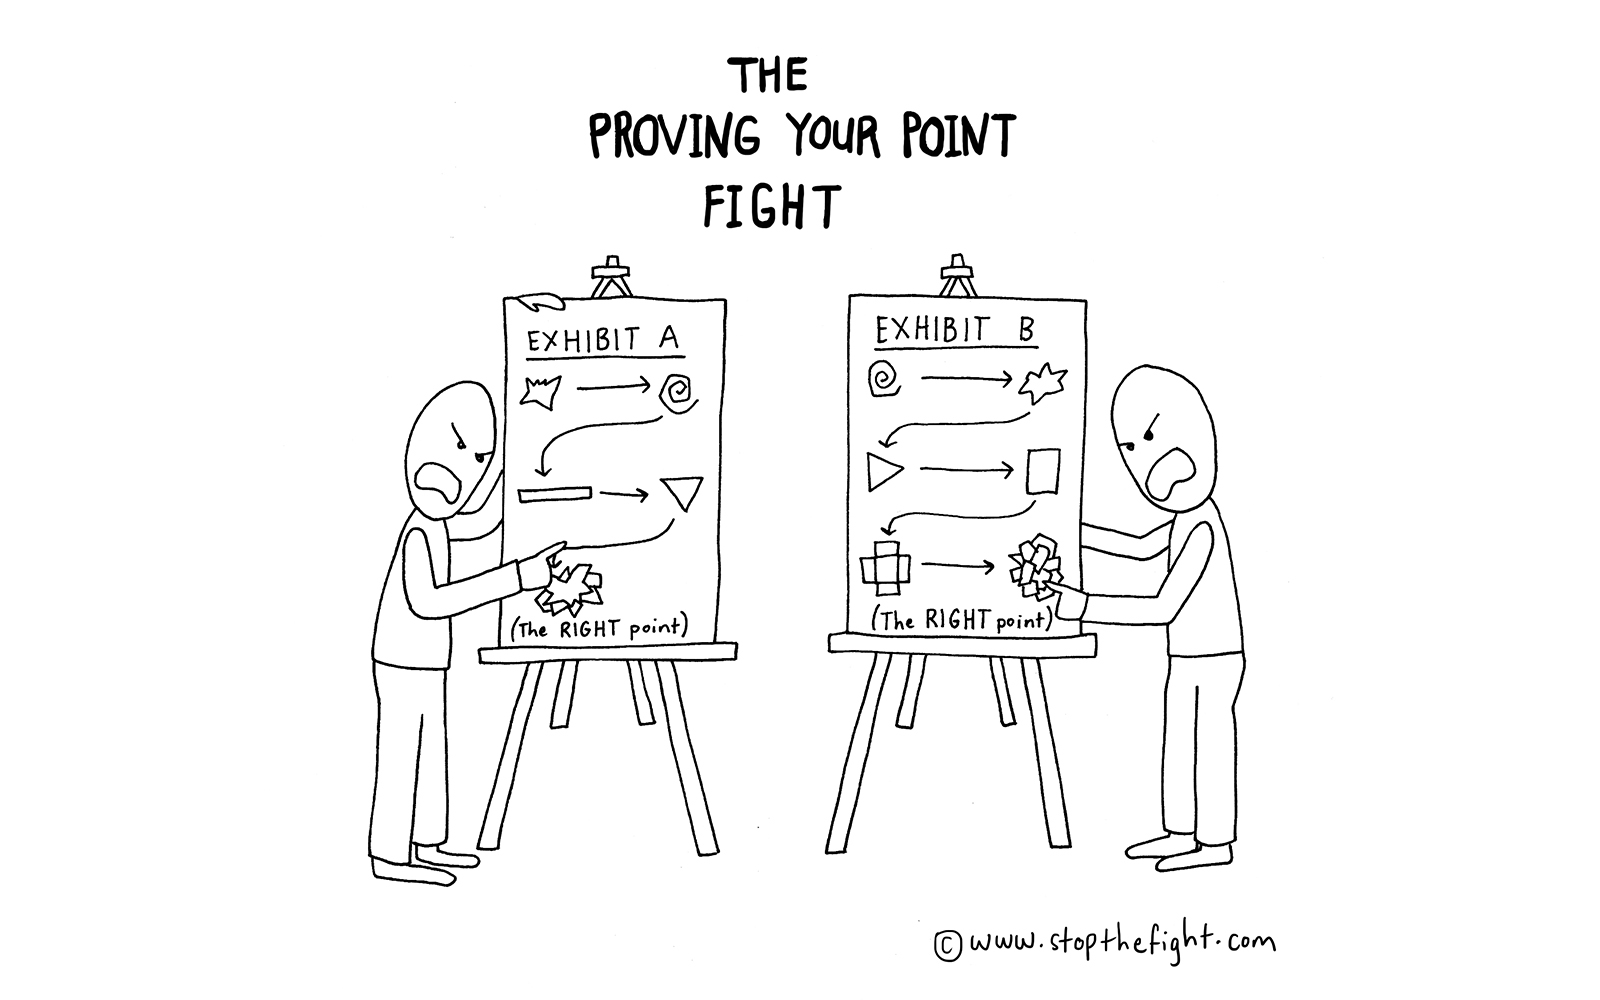 THE
PROVING YOUR POINT
FIGHT
EXHIBIT A
(The RIGHT point)
EXHIBIT B
(The RIGHT point)
© www.stopthefight.com